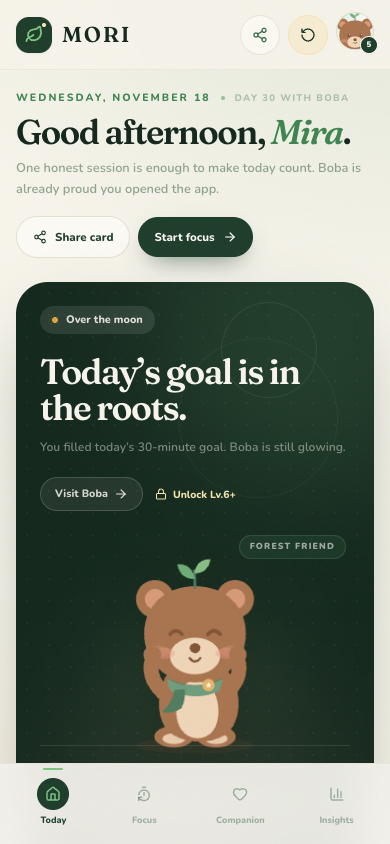 MORI
5
WEDNESDAY, NOVEMBER 18 • DAY 30 WITH BOBA
Good afternoon, Mira.
One honest session is enough to make today count. Boba is
already proud you opened the app.
Share card
Start focus
Over the moon
Today’s goal is in
the roots.
You filled today’s 30-minute goal. Boba is still glowing.
Visit Boba
Unlock Lv.6+
FOREST FRIEND
Today
Focus
Companion
Insights